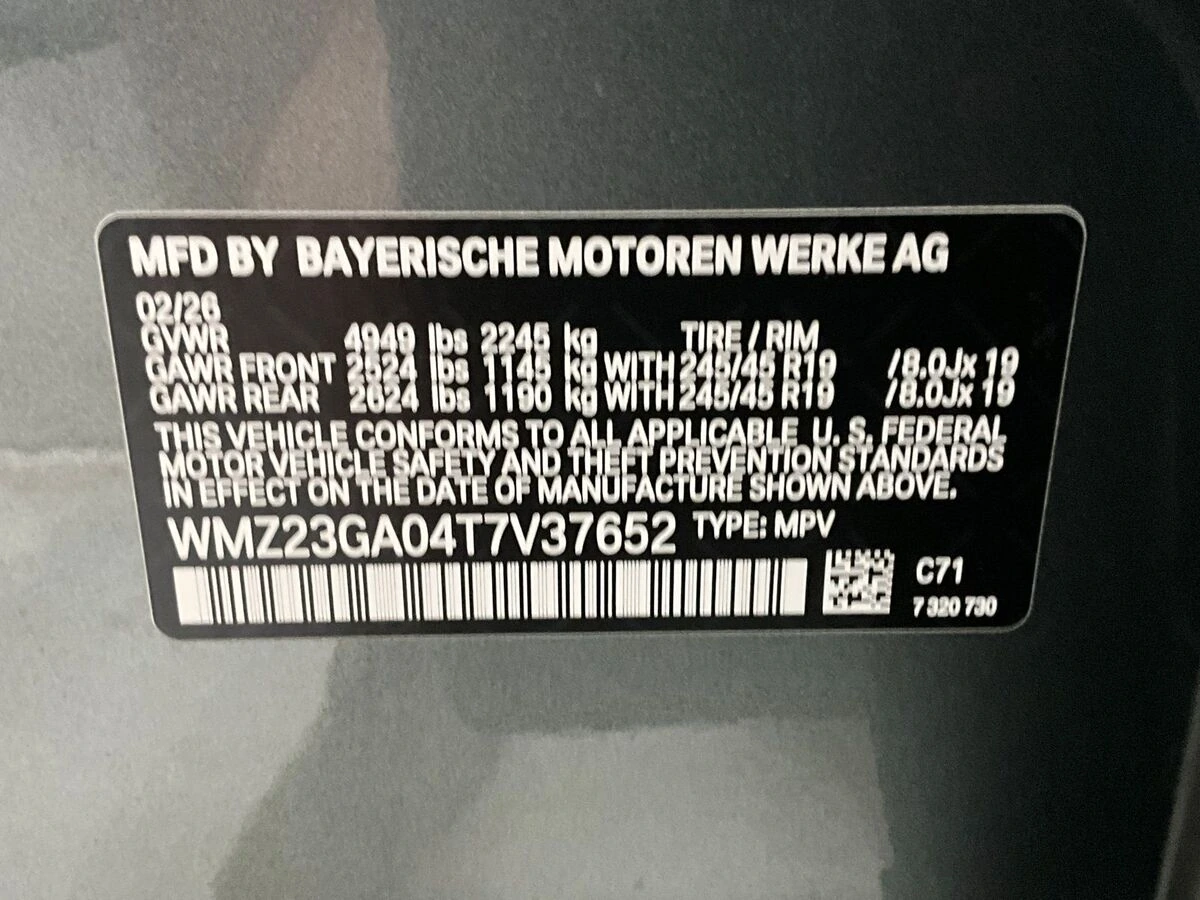 MFD BY BAYERISCHE MOTOREN WERKE AG
02/26
GVWR 4949 lbs 2245 kg TIRE / RIM
GAWR FRONT 2524 lbs 1145 kg WITH 245/45 R19 /8.0Jx 19
GAWR REAR 2624 lbs 1190 kg WITH 245/45 R19 /8.0Jx 19
THIS VEHICLE CONFORMS TO ALL APPLICABLE U. S. FEDERAL
MOTOR VEHICLE SAFETY AND THEFT PREVENTION STANDARDS
IN EFFECT ON THE DATE OF MANUFACTURE SHOWN ABOVE.
WMZ23GA04T7V37652 TYPE: MPV
C71
7 320 730